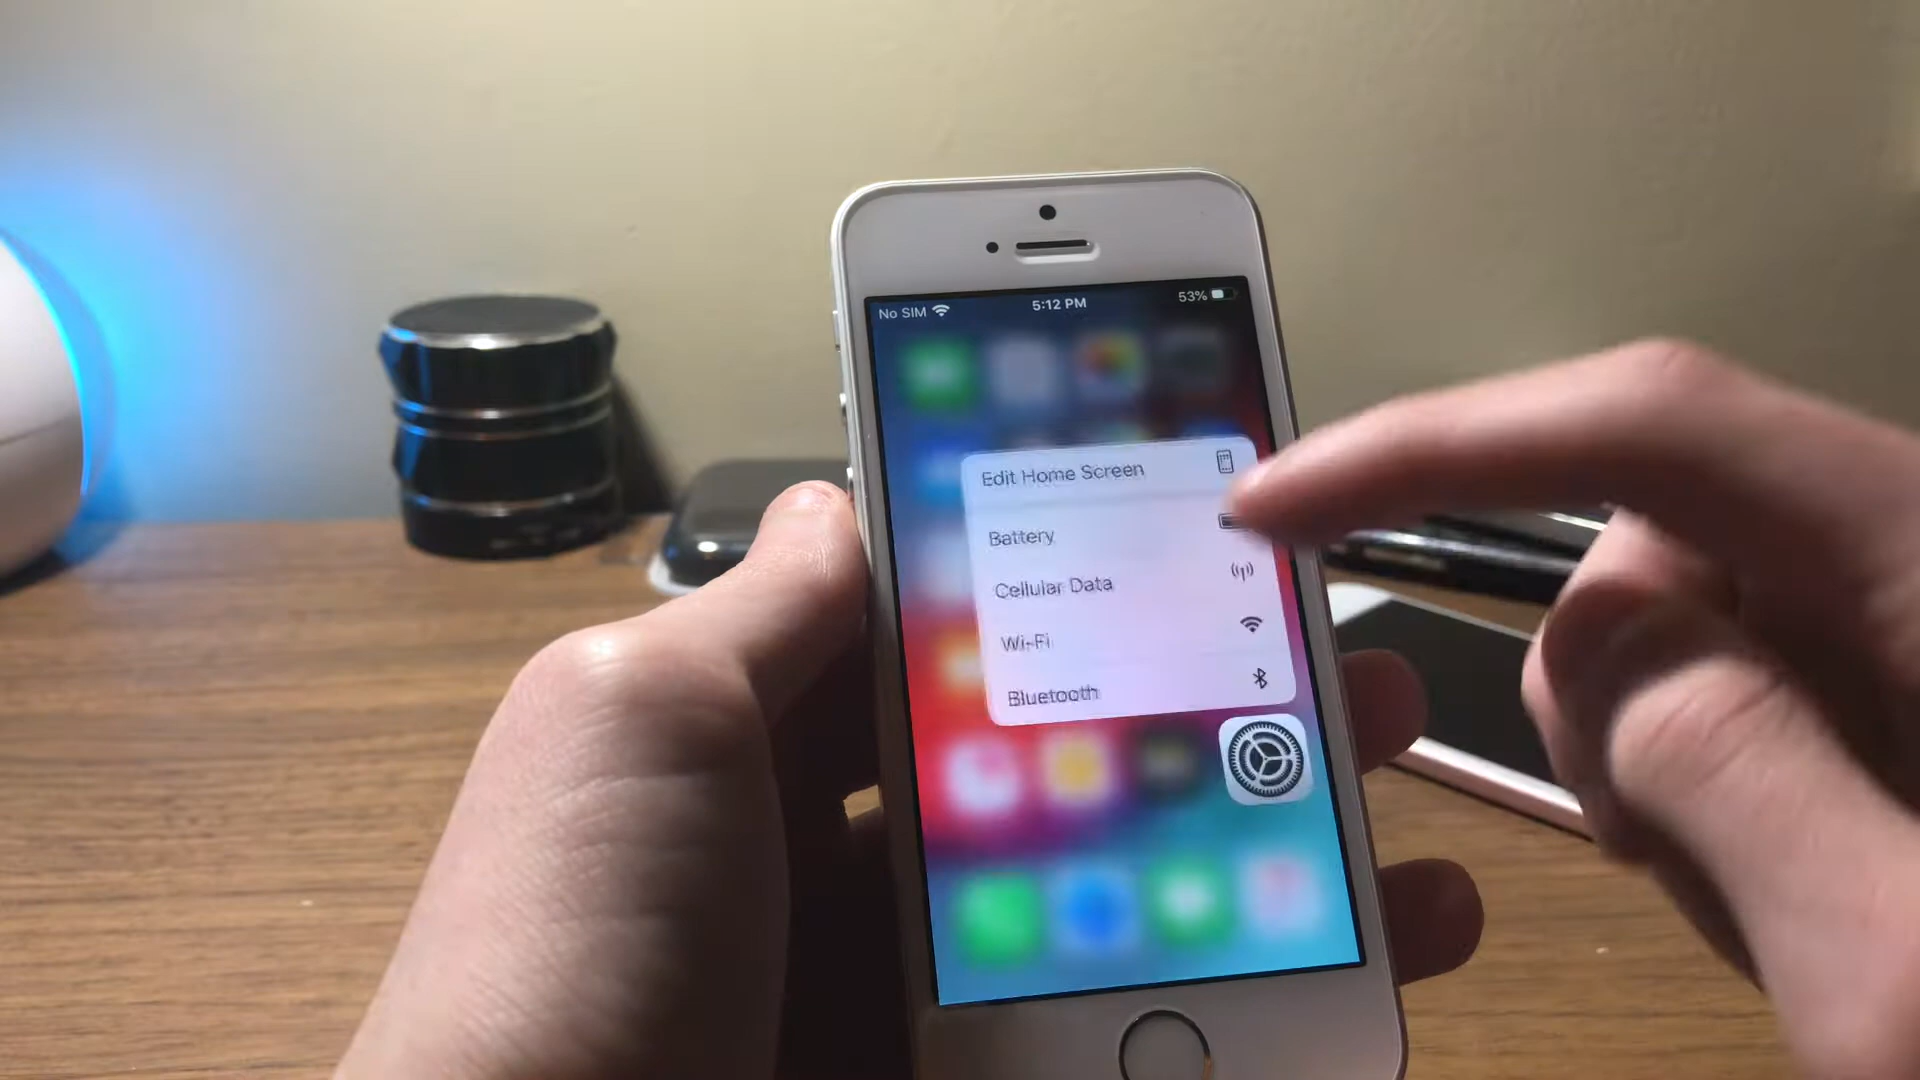 No SIM 5:12 PM 53%
Edit Home Screen
Battery
Cellular Data
Wi-Fi
Bluetooth